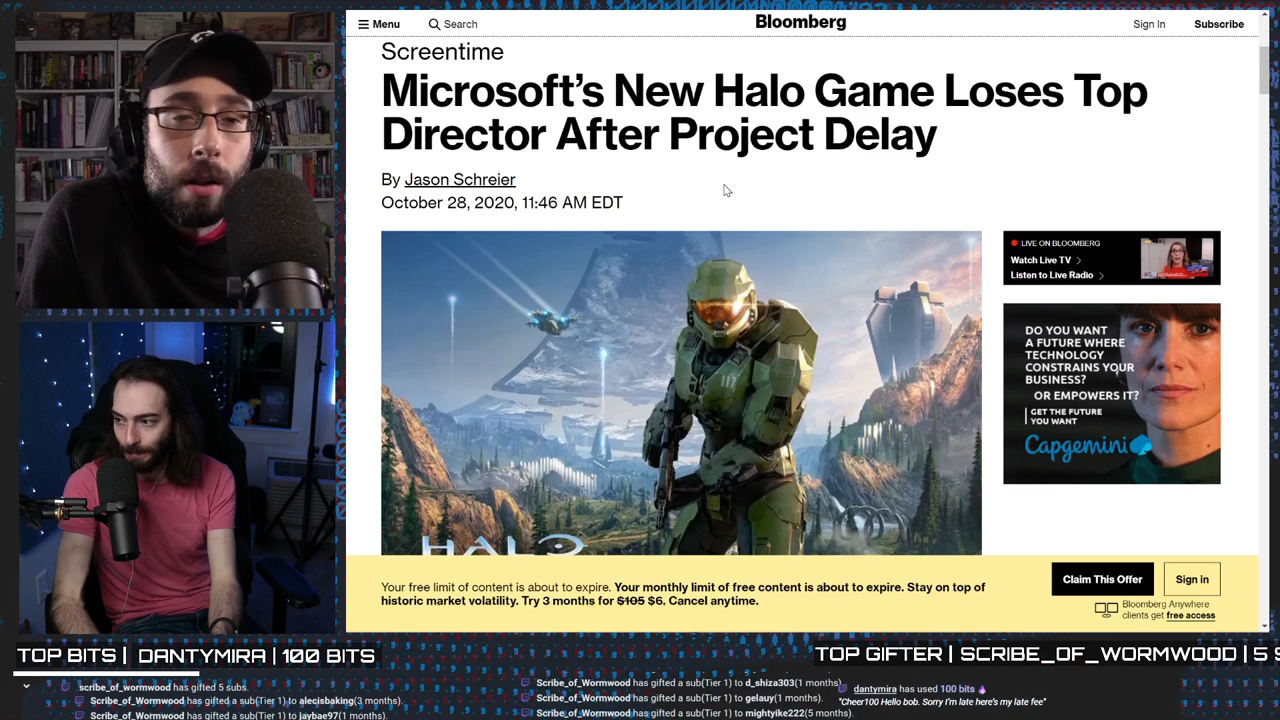 Menu
Search
Bloomberg
Sign In
Subscribe
Screentime
Microsoft's New Halo Game Loses Top
Director After Project Delay
By Jason Schreier
October 28, 2020, 11:46 AM EDT
LIVE ON BLOOMBERG
Watch Live TV
Listen to Live Radio
117
HALO
DO YOU WANT
A FUTURE WHERE
TECHNOLOGY
CONSTRAINS YOUR
BUSINESS?
OR EMPOWERS IT?
GET THE FUTURE
YOU WANT
Capgemini
Your free limit of content is about to expire. Your monthly limit of free content is about to expire. Stay on top of
historic market volatility. Try 3 months for $105 $6. Cancel anytime.
Claim This Offer
Sign in
Bloomberg Anywhere
clients get free access
TOP BITS | DANTYMIRA | 100 BITS
TOP GIFTER | SCRIBE_OF_WORMWOOD | 5 S
scribe_of_wormwood has gifted 5 subs.
Scribe_Of_Wormwood has gifted a sub(Tier 1) to alecisbaking(3 months).
Scribe_Of_Wormwood has gifted a sub(Tier 1) to jaybae97(1 months).
Scribe_Of_Wormwood has gifted a sub(Tier 1) to d_shiza303(1 months).
Scribe_Of_Wormwood has gifted a sub(Tier 1) to gelauy(1 months).
Scribe_Of_Wormwood has gifted a sub(Tier 1) to mightyike222(5 months).
dantymira has used 100 bits
"Cheer100 Hello bob. Sorry I'm late here's my late fee"